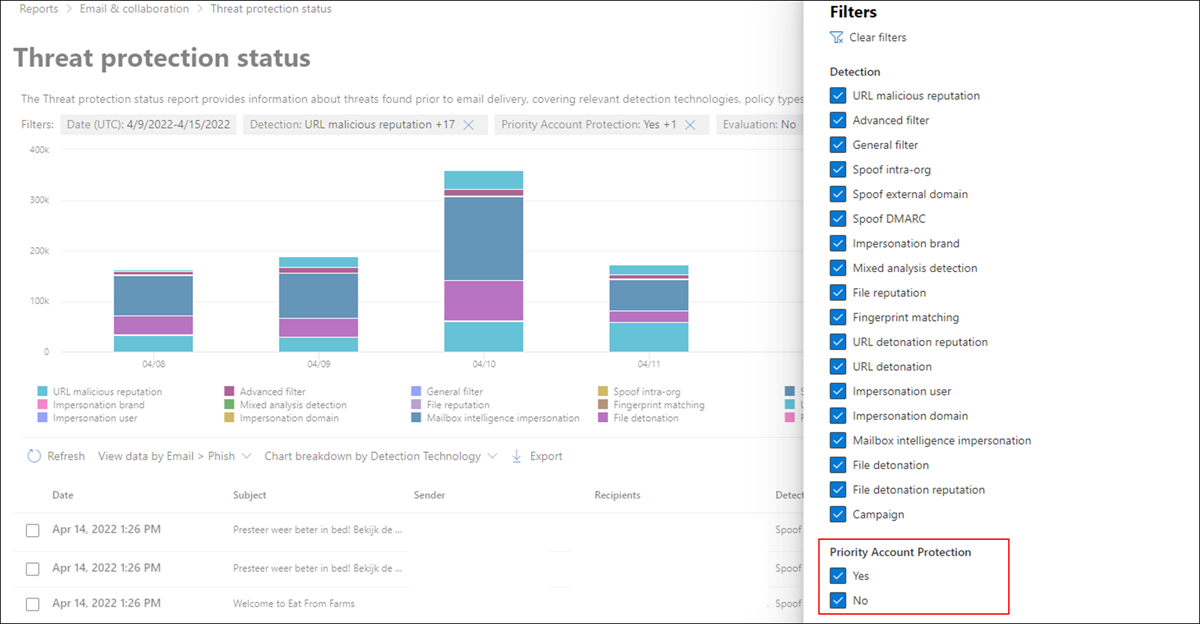 Reports > Email & collaboration > Threat protection status
Threat protection status
The Threat protection status report provides information about threats found prior to email delivery, covering relevant detection technologies, policy types
Filters: Date (UTC): 4/9/2022-4/15/2022 Detection: URL malicious reputation +17 Priority Account Protection: Yes +1 Evaluation: No
400k
300k
200k
100k
0
04/08 04/09 04/10 04/11
URL malicious reputation Advanced filter General filter Spoof intra-org
Impersonation brand Mixed analysis detection File reputation Fingerprint matching
Impersonation user Impersonation domain Mailbox intelligence impersonation File detonation
Refresh View data by Email > Phish Chart breakdown by Detection Technology Export
Date Subject Sender Recipients Detect
Apr 14, 2022 1:26 PM Presteer weer beter in bed! Bekijk de ... Spoof
Apr 14, 2022 1:26 PM Presteer weer beter in bed! Bekijk de ... Spoof
Apr 14, 2022 1:26 PM Welcome to Eat From Farms Spoof
Filters
Clear filters
Detection
URL malicious reputation
Advanced filter
General filter
Spoof intra-org
Spoof external domain
Spoof DMARC
Impersonation brand
Mixed analysis detection
File reputation
Fingerprint matching
URL detonation reputation
URL detonation
Impersonation user
Impersonation domain
Mailbox intelligence impersonation
File detonation
File detonation reputation
Campaign
Priority Account Protection
Yes
No